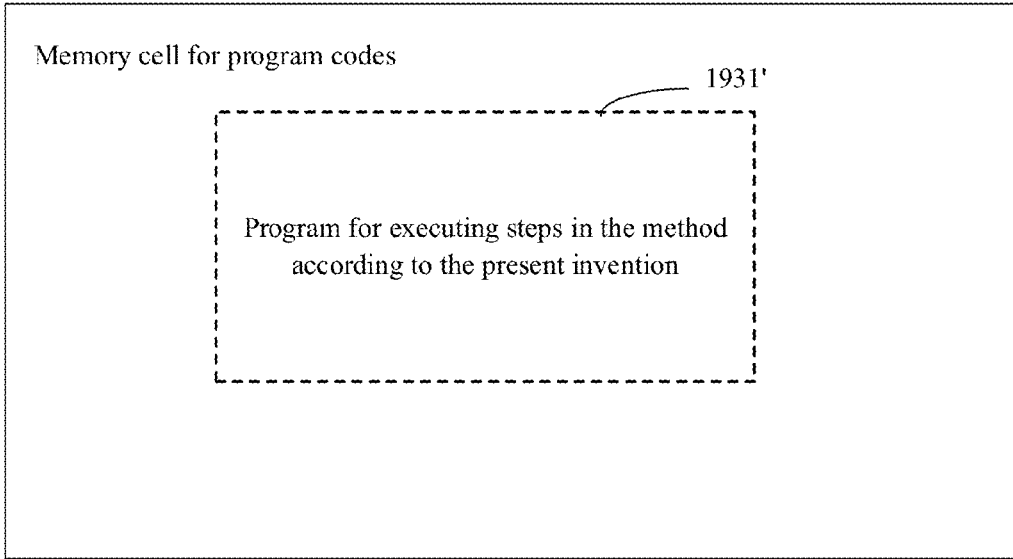 Memory cell for program codes
1931'
Program for executing steps in the method
according to the present invention